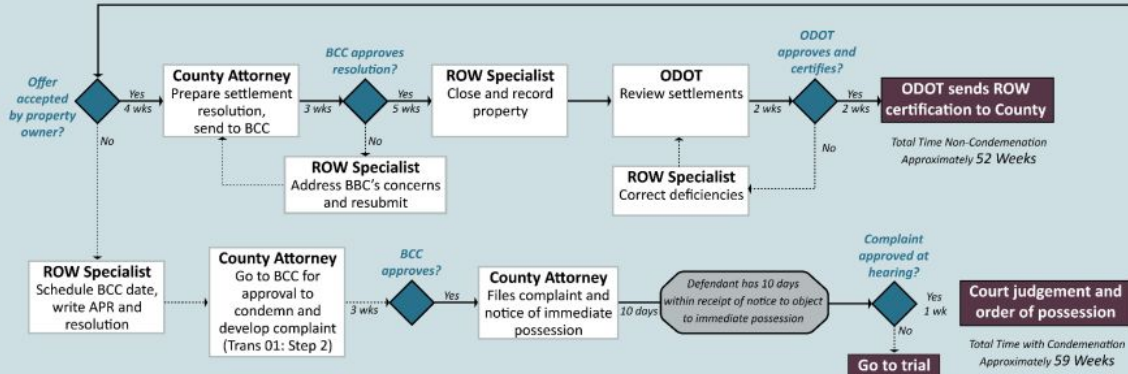 Offer
accepted
by property
owner?
Yes
4 wks
No
County Attorney
Prepare settlement
resolution,
send to BCC
3 wks
BCC approves
resolution?
Yes
5 wks
No
ROW Specialist
Address BBC's concerns
and resubmit
ROW Specialist
Close and record
property
ODOT
Review settlements
2 wks
ODOT
approves and
certifies?
Yes
2 wks
No
ROW Specialist
Correct deficiencies
ODOT sends ROW
certification to County
Total Time Non-Condemenation
Approximately 52 Weeks
ROW Specialist
Schedule BCC date,
write APR and
resolution
County Attorney
Go to BCC for
approval to
condemn and
develop complaint
(Trans 01: Step 2)
3 wks
BCC
approves?
Yes
County Attorney
Files complaint and
notice of immediate
possession
10 days
Defendant has 10 days
within receipt of notice to object
to immediate possession
Complaint
approved at
hearing?
Yes
1 wk
No
Go to trial
Court judgement and
order of possession
Total Time with Condemenation
Approximately 59 Weeks